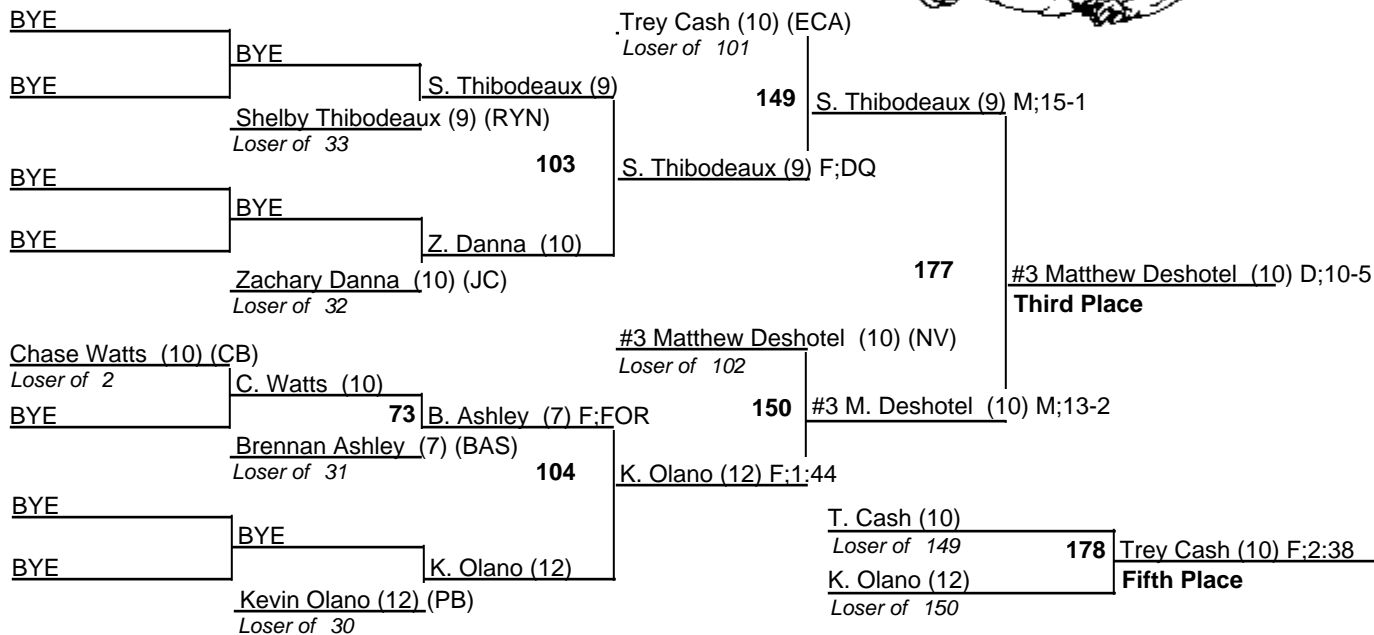 BYE
BYE
BYE
S. Thibodeaux (9)
Shelby Thibodeaux (9) (RYN)
Loser of 33
103
BYE
BYE
BYE
Z. Danna (10)
Zachary Danna (10) (JC)
Loser of 32
Trey Cash (10) (ECA)
Loser of 101
149
S. Thibodeaux (9) M;15-1
S. Thibodeaux (9) F;DQ
177
#3 Matthew Deshotel (10) D;10-5
Third Place
Chase Watts (10) (CB)
Loser of 2
C. Watts (10)
BYE
73
B. Ashley (7) F;FOR
Brennan Ashley (7) (BAS)
Loser of 31
104
BYE
BYE
BYE
K. Olano (12)
Kevin Olano (12) (PB)
Loser of 30
#3 Matthew Deshotel (10) (NV)
Loser of 102
150
#3 M. Deshotel (10) M;13-2
K. Olano (12) F;1:44
T. Cash (10)
Loser of 149
178
Trey Cash (10) F;2:38
Fifth Place
K. Olano (12)
Loser of 150